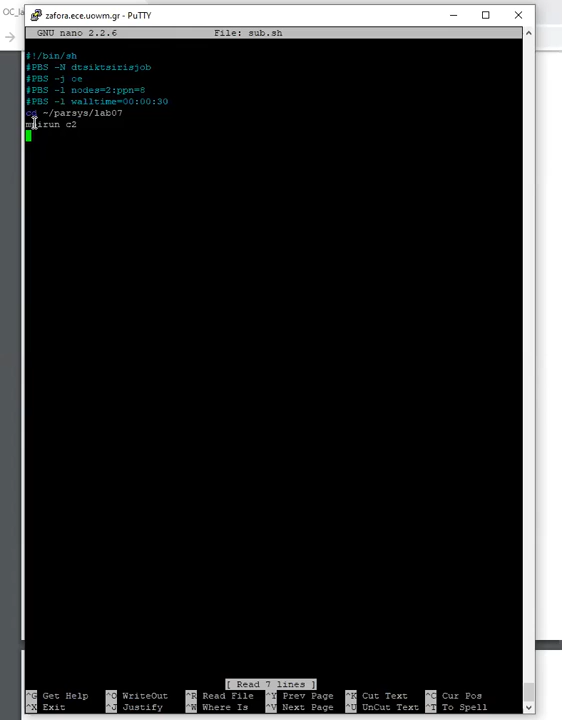 OC_la
zafora.ece.uowm.gr - PuTTY
GNU nano 2.2.6 File: sub.sh
#!/bin/sh
#PBS -N dtsiktsirisjob
#PBS -j oe
#PBS -l nodes=2:ppn=8
#PBS -l walltime=00:00:30
cd ~/parsys/lab07
mpirun c2
[ Read 7 lines ]
^G Get Help ^O WriteOut ^R Read File ^Y Prev Page ^K Cut Text ^C Cur Pos
^X Exit ^J Justify ^W Where Is ^V Next Page ^U UnCut Text ^T To Spell